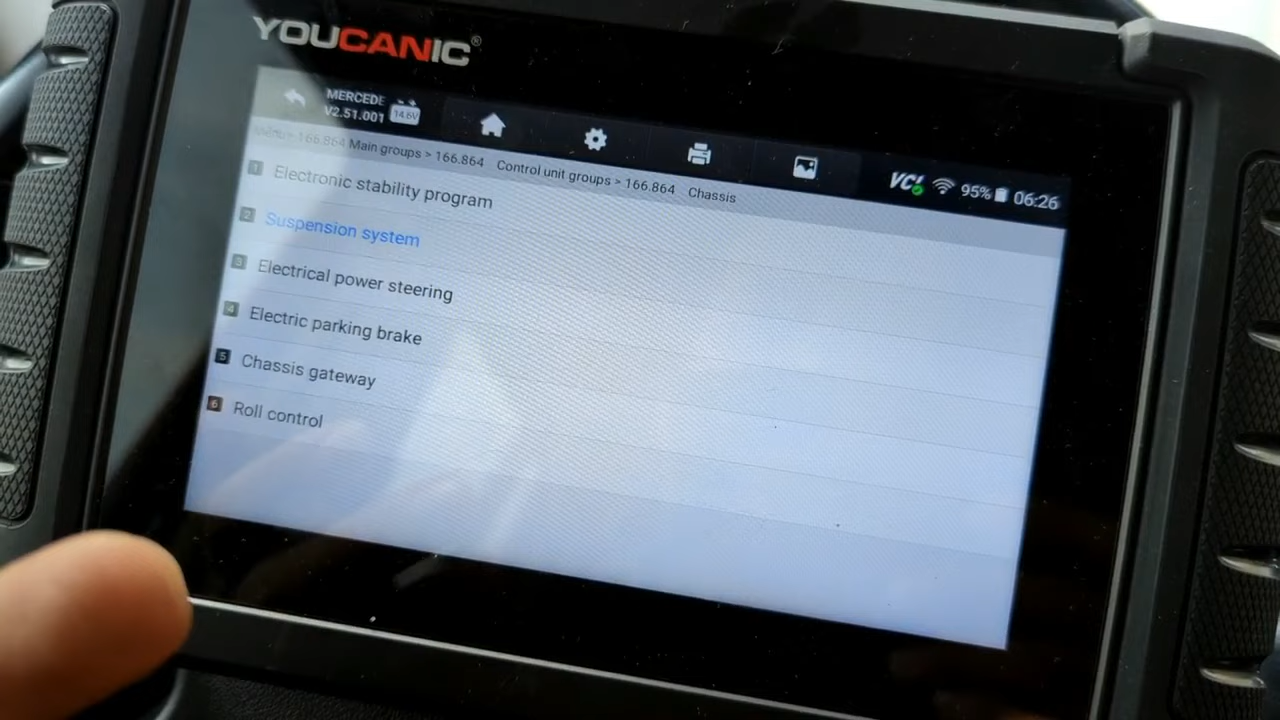 YOUCANIC®
MERCEDE
V2.51.001
14.6V
VCI
95%
06:26
Menu > 166.864 Main groups > 166.864 Control unit groups > 166.864 Chassis
1 Electronic stability program
2 Suspension system
3 Electrical power steering
4 Electric parking brake
5 Chassis gateway
6 Roll control